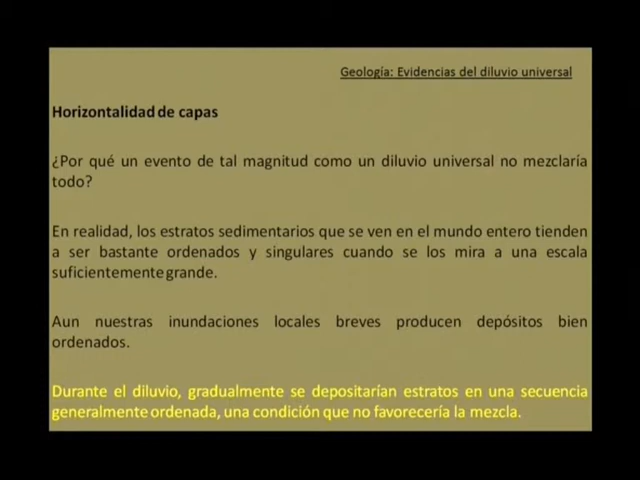 Geología: Evidencias del diluvio universal
Horizontalidad de capas
¿Por qué un evento de tal magnitud como un diluvio universal no mezclaría
todo?
En realidad, los estratos sedimentarios que se ven en el mundo entero tienden
a ser bastante ordenados y singulares cuando se los mira a una escala
suficientemente grande.
Aun nuestras inundaciones locales breves producen depósitos bien
ordenados.
Durante el diluvio, gradualmente se depositarían estratos en una secuencia
generalmente ordenada, una condición que no favorecería la mezcla.